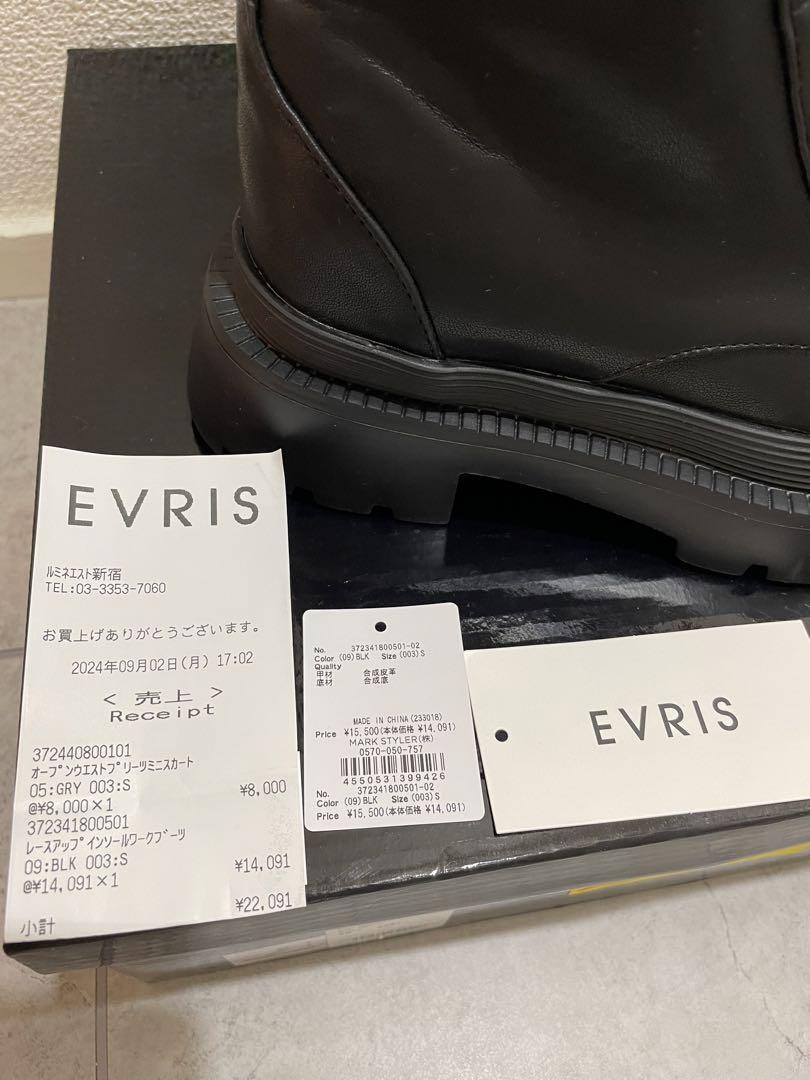 EVRIS
ルミネエスト新宿
TEL:03-3353-7060
お買上げありがとうございます。
2024年09月02日(月) 17:02
< 売上 >
Receipt
372440800101
オープンウエストプリーツミニスカート
05:GRY 003:S
@¥8,000×1 ¥8,000
372341800501
レースアップインソールワークブーツ
09:BLK 003:S
@¥14,091×1 ¥14,091
小計 ¥22,091
No. 372341800501-02
Color (09)BLK Size (003)S
Quality
甲材 合成皮革
底材 合成底
MADE IN CHINA (233018)
Price ¥15,500(本体価格 ¥14,091)
MARK STYLER(株)
0570-050-757
4550531399426
No. 372341800501-02
Color (09)BLK Size (003)S
Price ¥15,500(本体価格 ¥14,091)
EVRIS